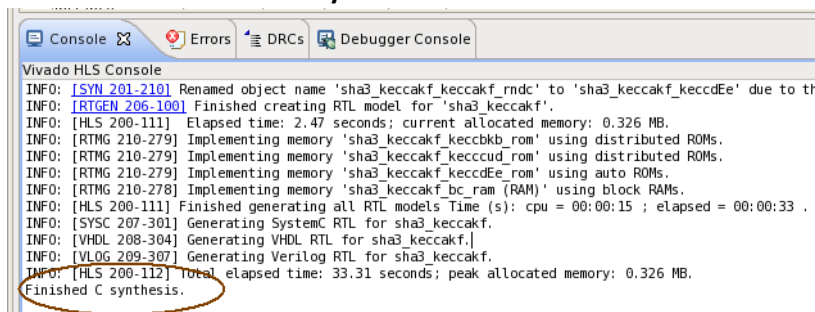 Console Errors DRCs Debugger Console
Vivado HLS Console
INFO: [SYN 201-210] Renamed object name 'sha3_keccakf_keccakf_rndc' to 'sha3_keccakf_keccdEe' due to th
INFO: [RTGEN 206-100] Finished creating RTL model for 'sha3_keccakf'.
INFO: [HLS 200-111]  Elapsed time: 2.47 seconds; current allocated memory: 0.326 MB.
INFO: [RTMG 210-279] Implementing memory 'sha3_keccakf_keccbkb_rom' using distributed ROMs.
INFO: [RTMG 210-279] Implementing memory 'sha3_keccakf_keccud_rom' using distributed ROMs.
INFO: [RTMG 210-279] Implementing memory 'sha3_keccakf_keccdEe_rom' using auto ROMs.
INFO: [RTMG 210-278] Implementing memory 'sha3_keccakf_bc_ram (RAM)' using block RAMs.
INFO: [HLS 200-111] Finished generating all RTL models Time (s): cpu = 00:00:15 ; elapsed = 00:00:33 .
INFO: [SYSC 207-301] Generating SystemC RTL for sha3_keccakf.
INFO: [VHDL 208-304] Generating VHDL RTL for sha3_keccakf.
INFO: [VLOG 209-307] Generating Verilog RTL for sha3_keccakf.
INFO: [HLS 200-112] Total elapsed time: 33.31 seconds; peak allocated memory: 0.326 MB.
Finished C synthesis.